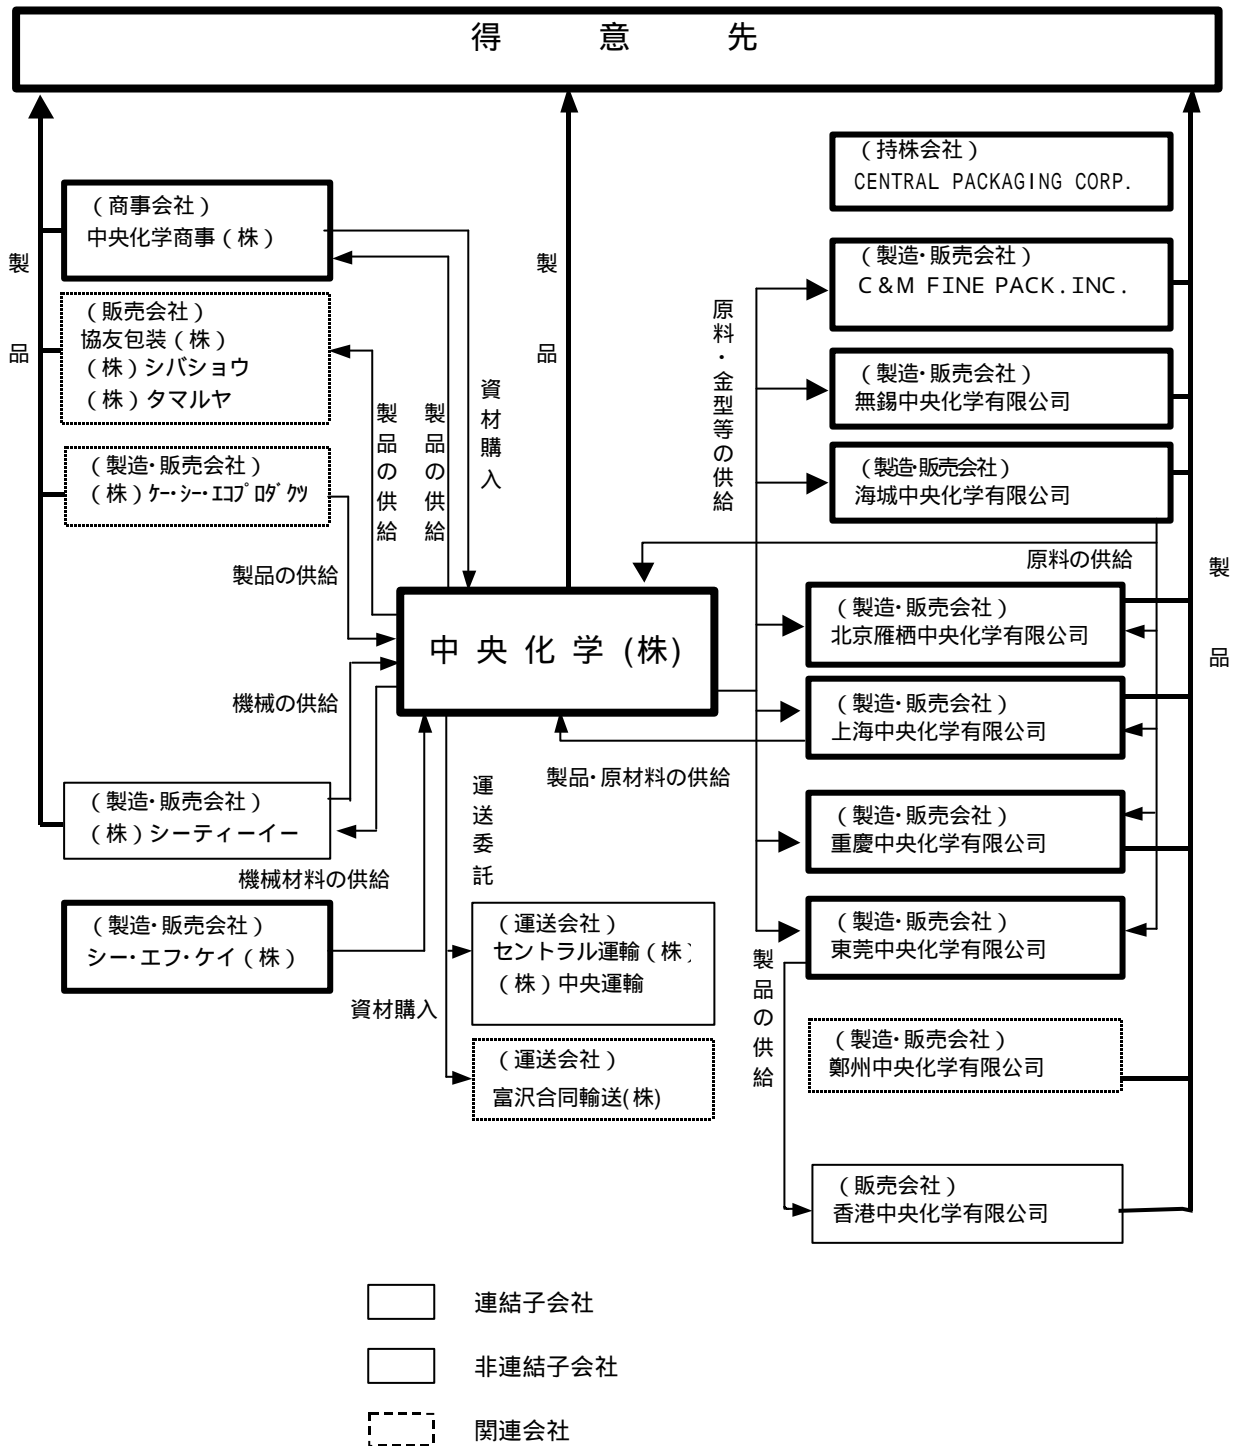 得意先
(商事会社)
中央化学商事(株)
製品
(販売会社)
協友包装(株)
(株)シバショウ
(株)タマルヤ
(製造・販売会社)
(株)ケー・シー・エコプロダクツ
製品の供給
製品の供給
資材購入
製品
製品の供給
機械の供給
(製造・販売会社)
(株)シーティーイー
機械材料の供給
(製造・販売会社)
シー・エフ・ケイ(株)
資材購入
中央化学(株)
運送委託
(運送会社)
セントラル運輸(株)
(株)中央運輸
(運送会社)
富沢合同輸送(株)
製品・原材料の供給
原料・金型等の供給
(持株会社)
CENTRAL PACKAGING CORP.
(製造・販売会社)
C&M FINE PACK.INC.
(製造・販売会社)
無錫中央化学有限公司
(製造・販売会社)
海城中央化学有限公司
原料の供給
(製造・販売会社)
北京雁栖中央化学有限公司
(製造・販売会社)
上海中央化学有限公司
(製造・販売会社)
重慶中央化学有限公司
(製造・販売会社)
東莞中央化学有限公司
製品の供給
(製造・販売会社)
鄭州中央化学有限公司
(販売会社)
香港中央化学有限公司
製品
連結子会社
非連結子会社
関連会社